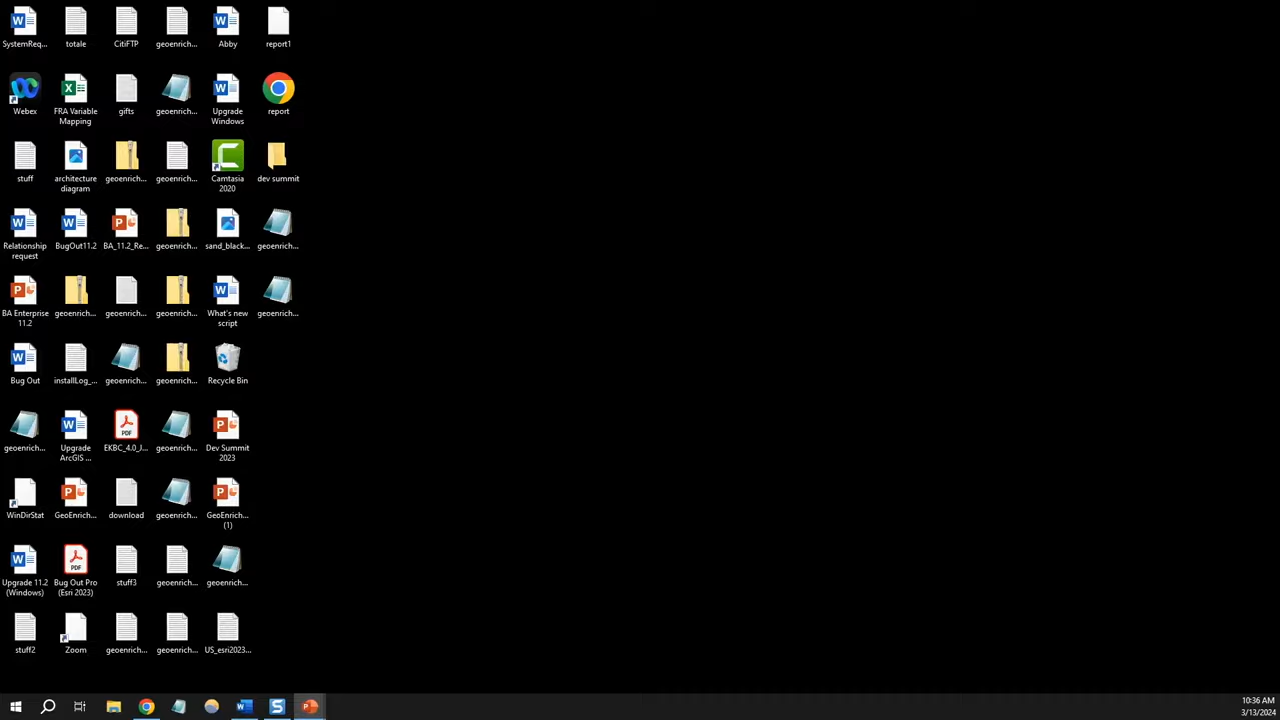 SystemReq...
totale
CitiFTP
geoenrich...
Abby
report1
Webex
FRA Variable
Mapping
gifts
geoenrich...
Upgrade
Windows
report
stuff
architecture
diagram
geoenrich...
geoenrich...
Camtasia
2020
dev summit
Relationship
request
BugOut11.2
BA_11.2_Re...
geoenrich...
sand_black...
geoenrich...
BA Enterprise
11.2
geoenrich...
geoenrich...
geoenrich...
What's new
script
geoenrich...
Bug Out
installLog_...
geoenrich...
geoenrich...
Recycle Bin
geoenrich...
Upgrade
ArcGIS ...
EKBC_4.0_J...
geoenrich...
Dev Summit
2023
WinDirStat
GeoEnrich...
download
geoenrich...
GeoEnrich...
(1)
Upgrade 11.2
(Windows)
Bug Out Pro
(Esri 2023)
stuff3
geoenrich...
geoenrich...
stuff2
Zoom
geoenrich...
geoenrich...
US_esri2023...
10:36 AM
3/13/2024